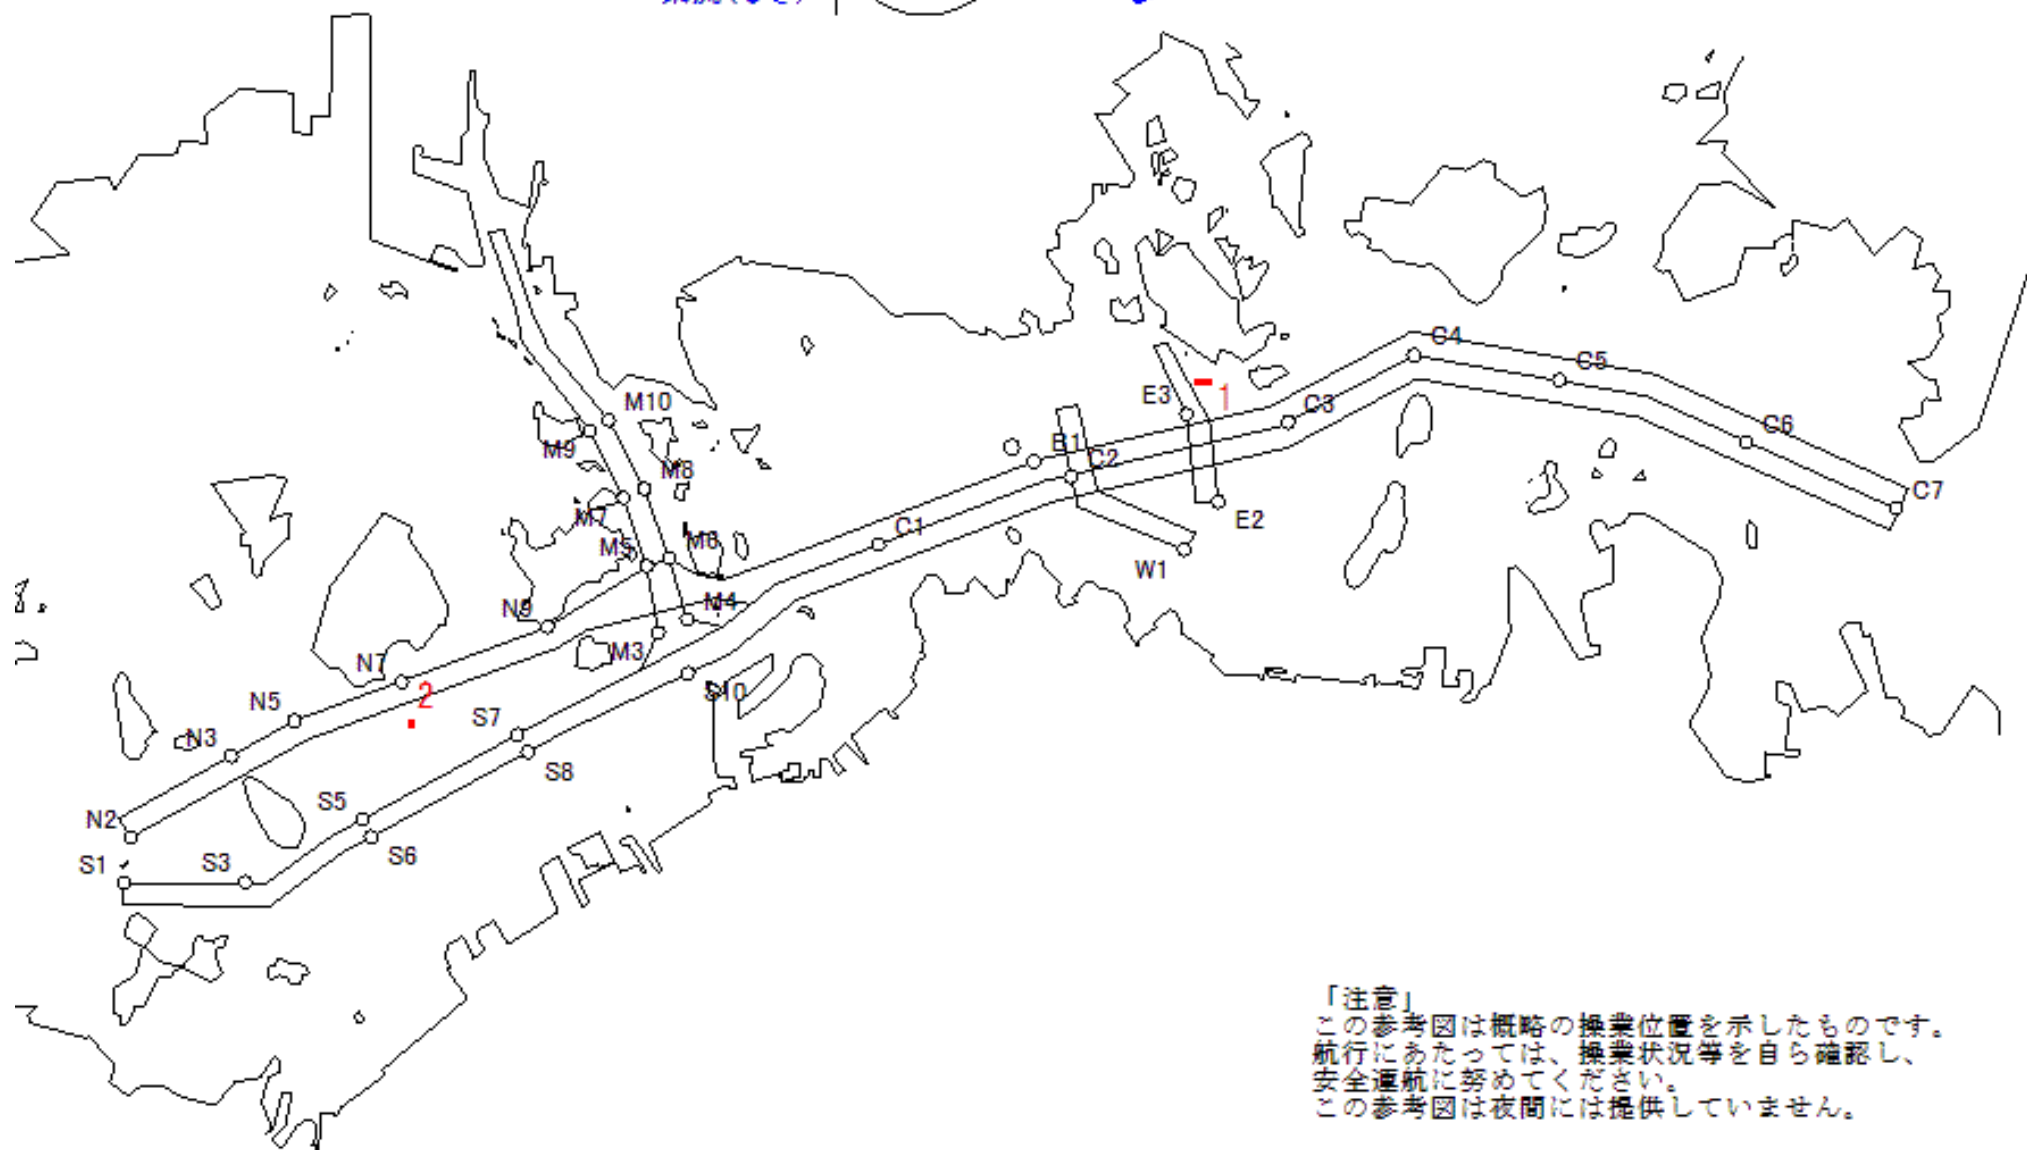 C4
C5
M10
E3
1
C3
M9
B1
C6
M8
C2
C7
M7
E2
C1
M5
M6
W1
N9
M4
M3
N7
2
S10
N5
S7
N3
S8
S5
N2
S6
S1
S3
「注意」
この参考図は概略の操業位置を示したものです。
航行にあたっては、操業状況等を自ら確認し、
安全運航に努めてください。
この参考図は夜間には提供していません。